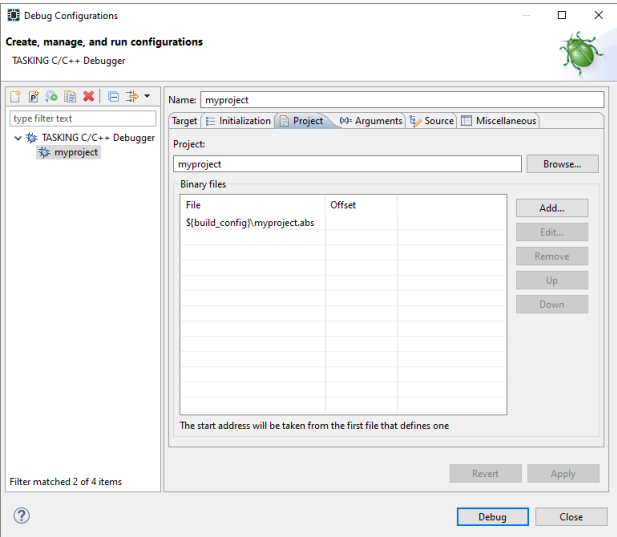 Debug Configurations
Create, manage, and run configurations
TASKING C/C++ Debugger
type filter text
TASKING C/C++ Debugger
myproject
Filter matched 2 of 4 items
Name: myproject
Target Initialization Project (x)= Arguments Source Miscellaneous
Project:
myproject Browse...
Binary files
File Offset
${build_config}\myproject.abs
Add...
Edit...
Remove
Up
Down
The start address will be taken from the first file that defines one
Revert Apply
Debug Close